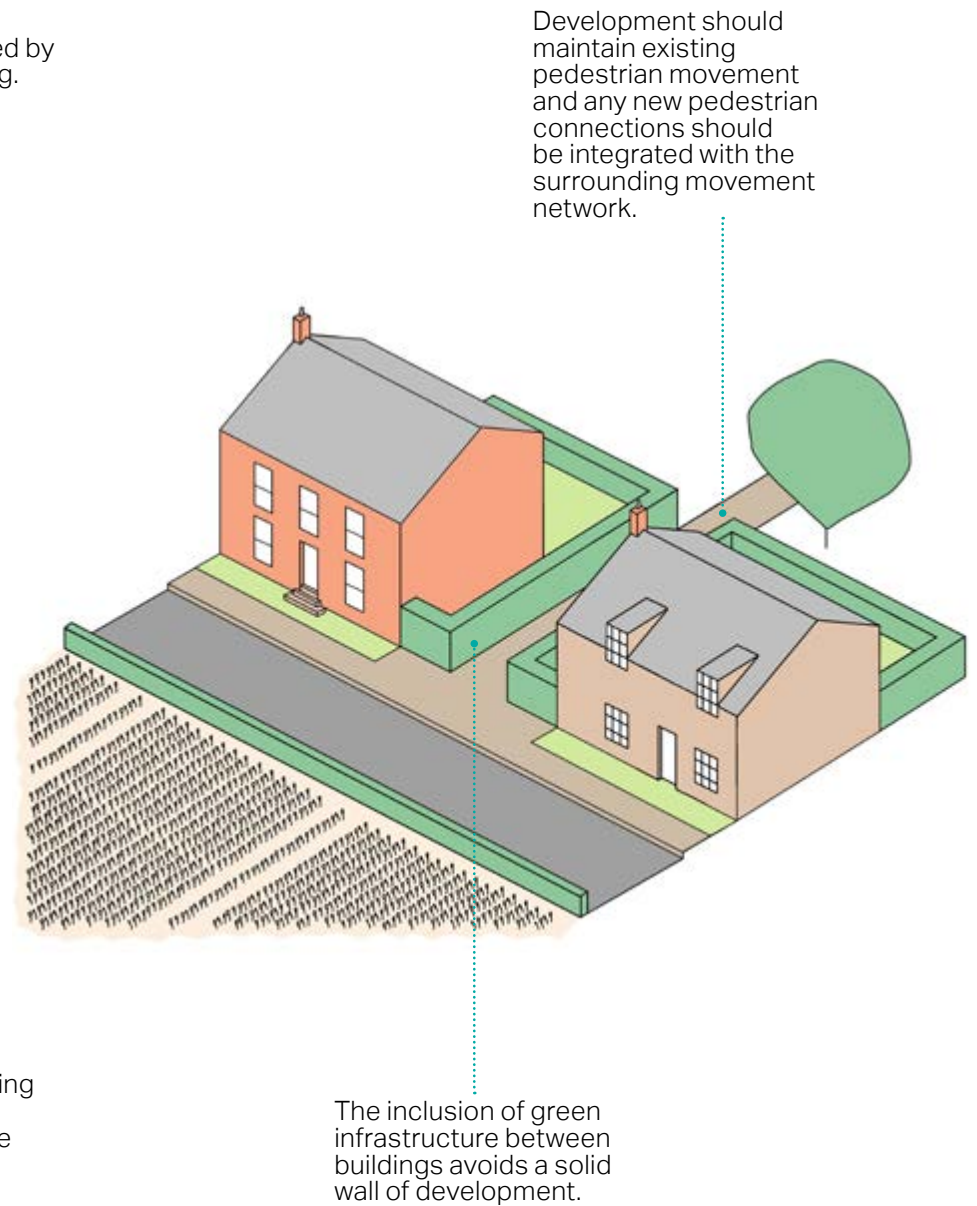 ed by
g.
Development should
maintain existing
pedestrian movement
and any new pedestrian
connections should
be integrated with the
surrounding movement
network.
ing
e
The inclusion of green
infrastructure between
buildings avoids a solid
wall of development.